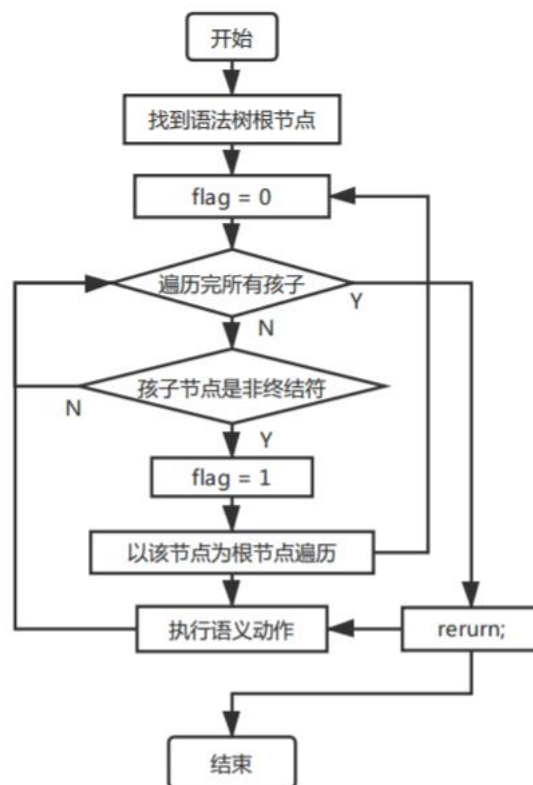 开始
找到语法树根节点
flag = 0
遍历完所有孩子
Y
N
孩子节点是非终结符
N
Y
flag = 1
以该节点为根节点遍历
执行语义动作
rerurn;
结束